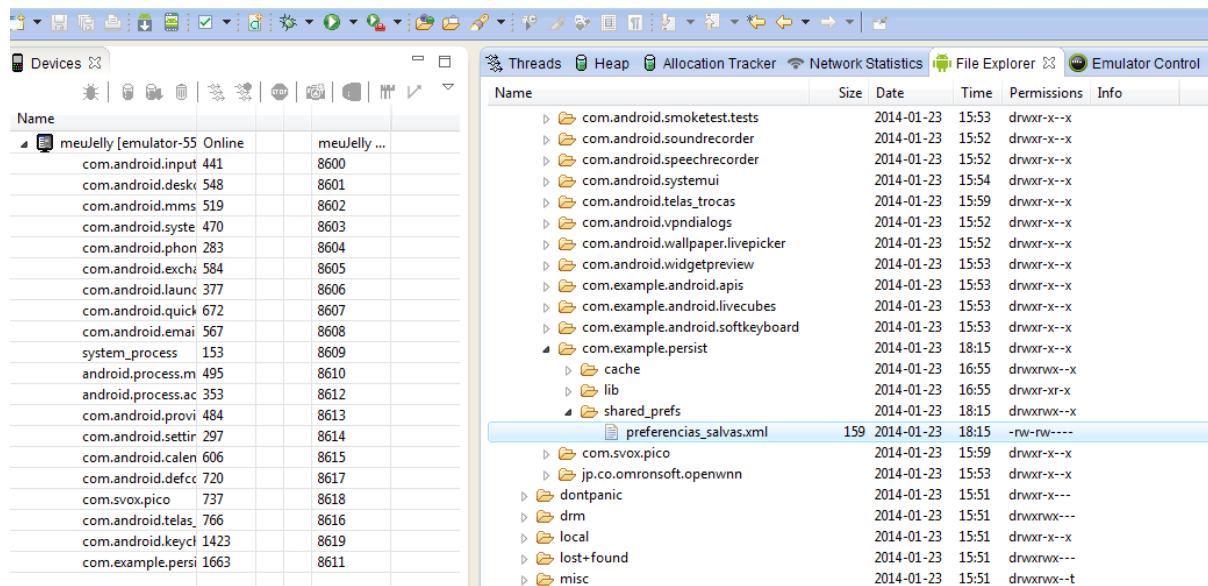 Devices
Name
meuJelly [emulator-55 Online meuJelly ...
com.android.input 441 8600
com.android.deskc 548 8601
com.android.mms 519 8602
com.android.syste 470 8603
com.android.phon 283 8604
com.android.excha 584 8605
com.android.launc 377 8606
com.android.quick 672 8607
com.android.emai 567 8608
system_process 153 8609
android.process.m 495 8610
android.process.ac 353 8612
com.android.provi 484 8613
com.android.settin 297 8614
com.android.calen 606 8615
com.android.defco 720 8617
com.svox.pico 737 8618
com.android.telas_ 766 8616
com.android.keych 1423 8619
com.example.persi 1663 8611
Threads Heap Allocation Tracker Network Statistics File Explorer Emulator Control
Name Size Date Time Permissions Info
com.android.smoketest.tests 2014-01-23 15:53 drwxr-x--x
com.android.soundrecorder 2014-01-23 15:52 drwxr-x--x
com.android.speechrecorder 2014-01-23 15:52 drwxr-x--x
com.android.systemui 2014-01-23 15:54 drwxr-x--x
com.android.telas_trocas 2014-01-23 15:59 drwxr-x--x
com.android.vpndialogs 2014-01-23 15:52 drwxr-x--x
com.android.wallpaper.livepicker 2014-01-23 15:52 drwxr-x--x
com.android.widgetpreview 2014-01-23 15:53 drwxr-x--x
com.example.android.apis 2014-01-23 15:53 drwxr-x--x
com.example.android.livecubes 2014-01-23 15:53 drwxr-x--x
com.example.android.softkeyboard 2014-01-23 15:53 drwxr-x--x
com.example.persist 2014-01-23 18:15 drwxr-x--x
cache 2014-01-23 16:55 drwxrwx--x
lib 2014-01-23 16:55 drwxr-xr-x
shared_prefs 2014-01-23 18:15 drwxrwx--x
preferencias_salvas.xml 159 2014-01-23 18:15 -rw-rw----
com.svox.pico 2014-01-23 15:59 drwxr-x--x
jp.co.omronsoft.openwnn 2014-01-23 15:53 drwxr-x--x
dontpanic 2014-01-23 15:51 drwxr-x---
drm 2014-01-23 15:51 drwxrwx---
local 2014-01-23 15:51 drwxr-x--x
lost+found 2014-01-23 15:51 drwxrwx---
misc 2014-01-23 15:51 drwxrwx--t